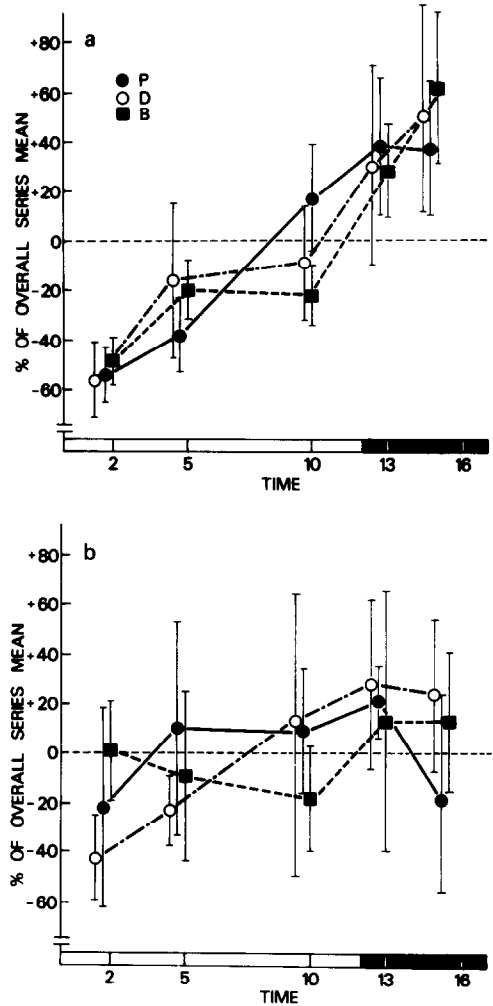 a
+80
+60
+40
+20
0
-20
-40
-60
% OF OVERALL SERIES MEAN
P
D
B
2 5 10 13 16
TIME
b
+80
+60
+40
+20
0
-20
-40
-60
% OF OVERALL SERIES MEAN
2 5 10 13 16
TIME